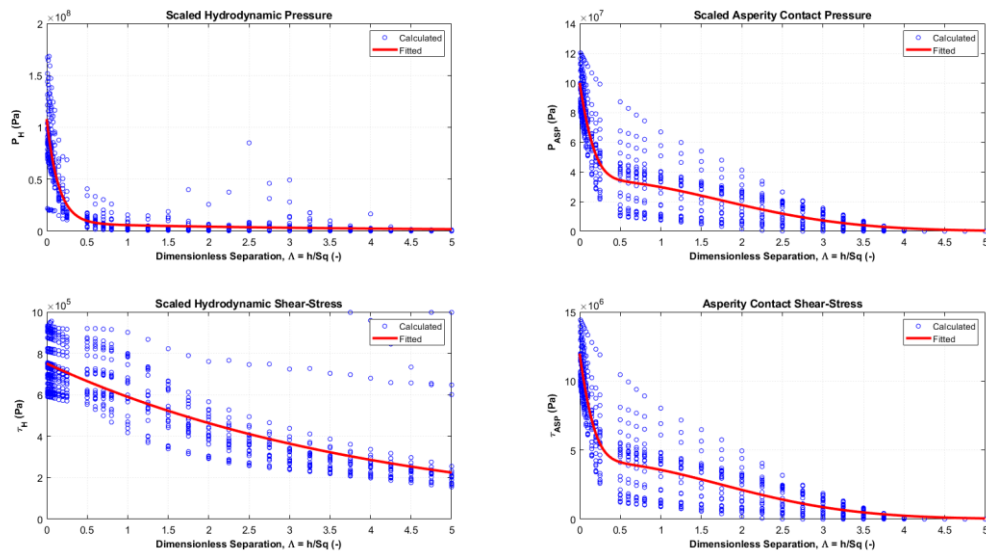 Scaled Hydrodynamic Pressure
×10^8
2
1.5
1
0.5
0
P_H (Pa)
Calculated
Fitted
0 0.5 1 1.5 2 2.5 3 3.5 4 4.5 5
Dimensionless Separation, Λ = h/Sq (-)
Scaled Asperity Contact Pressure
×10^7
14
12
10
8
6
4
2
0
P_ASP (Pa)
Calculated
Fitted
0 0.5 1 1.5 2 2.5 3 3.5 4 4.5 5
Dimensionless Separation, Λ = h/Sq (-)
Scaled Hydrodynamic Shear-Stress
×10^5
10
8
6
4
2
0
τ_H (Pa)
Calculated
Fitted
0 0.5 1 1.5 2 2.5 3 3.5 4 4.5 5
Dimensionless Separation, Λ = h/Sq (-)
Asperity Contact Shear-Stress
×10^6
15
10
5
0
τ_ASP (Pa)
Calculated
Fitted
0 0.5 1 1.5 2 2.5 3 3.5 4 4.5 5
Dimensionless Separation, Λ = h/Sq (-)